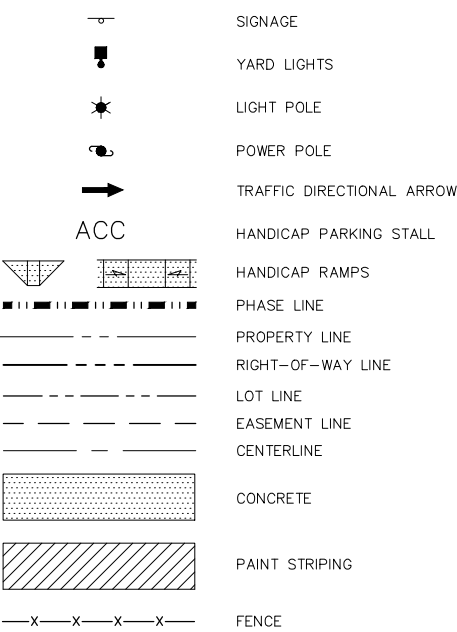 SIGNAGE
YARD LIGHTS
LIGHT POLE
POWER POLE
TRAFFIC DIRECTIONAL ARROW
ACC HANDICAP PARKING STALL
HANDICAP RAMPS
PHASE LINE
PROPERTY LINE
RIGHT-OF-WAY LINE
LOT LINE
EASEMENT LINE
CENTERLINE
CONCRETE
PAINT STRIPING
X X X X FENCE